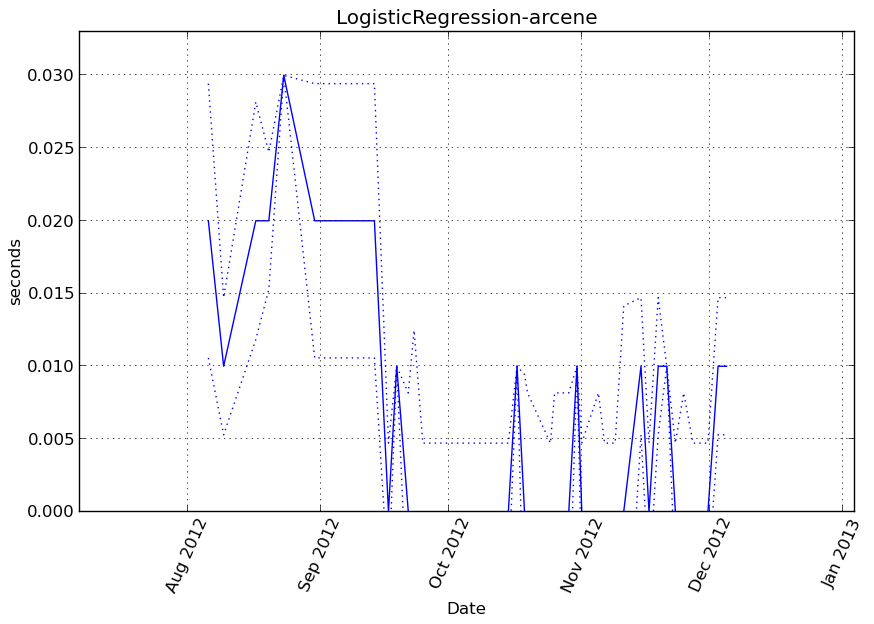 LogisticRegression-arcene
0.030
0.025
0.020
0.015
0.010
0.005
0.000
seconds
Aug 2012
Sep 2012
Oct 2012
Nov 2012
Dec 2012
Jan 2013
Date